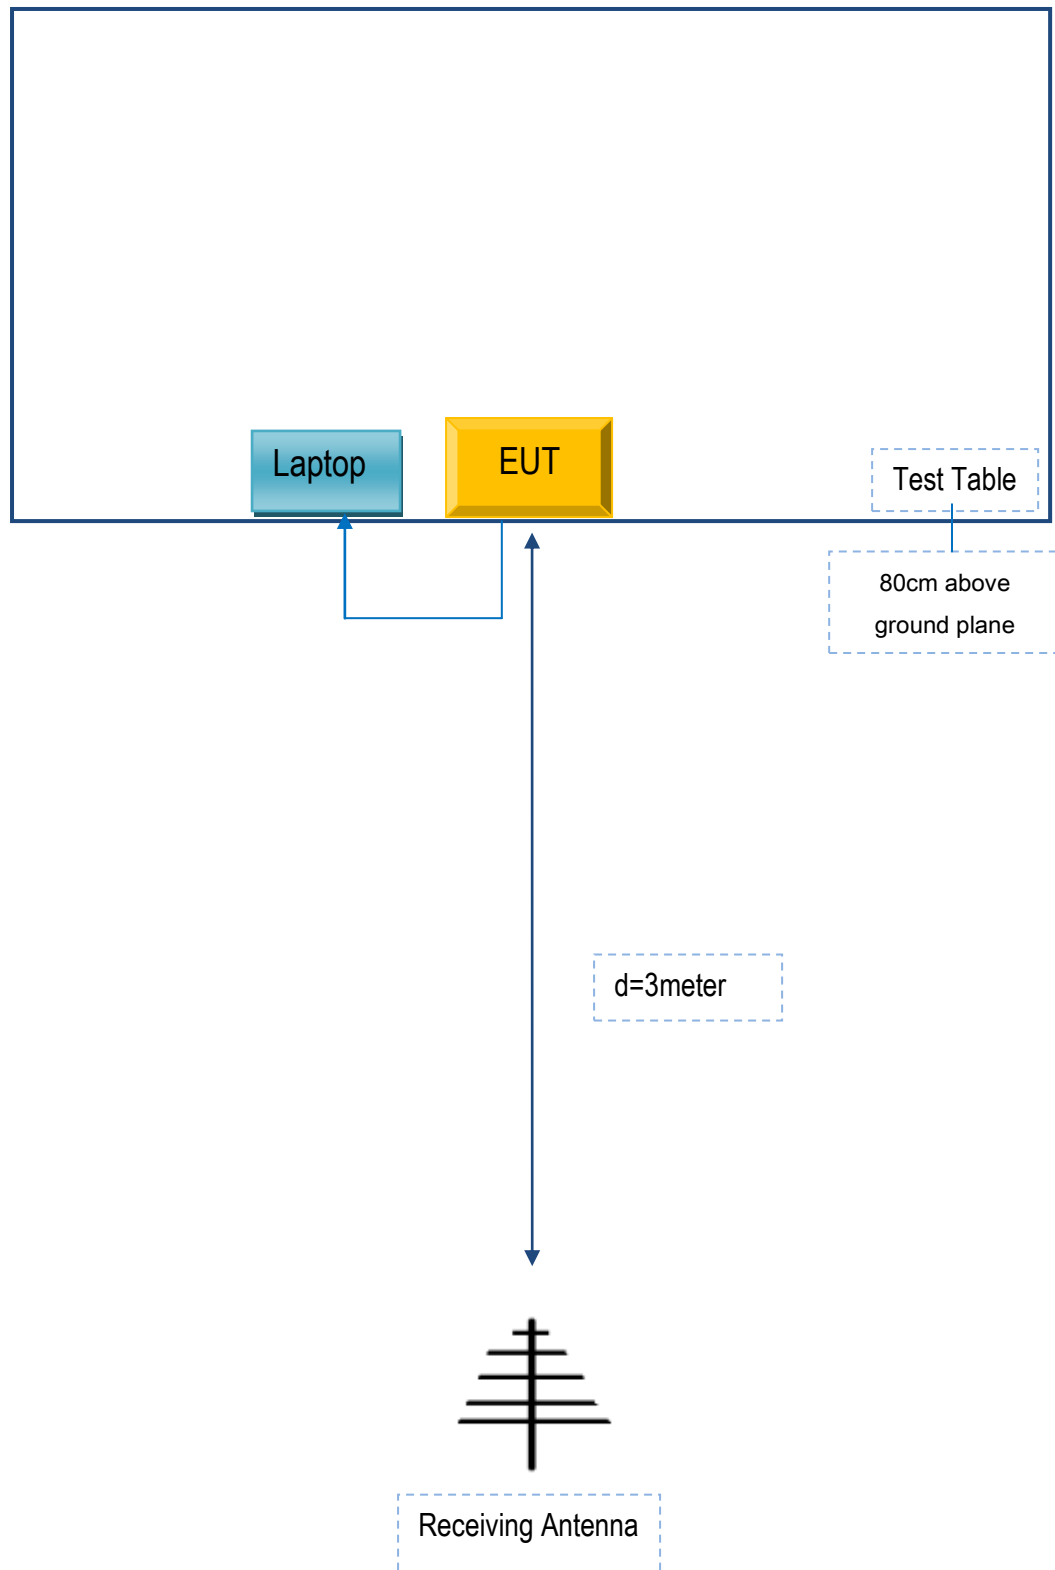 Laptop
EUT
Test Table
80cm above
ground plane
d=3meter
Receiving Antenna